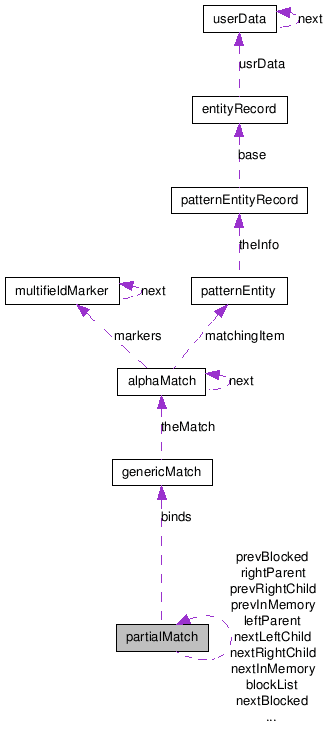 userData
next
usrData
entityRecord
base
patternEntityRecord
theInfo
multifieldMarker
next
patternEntity
markers
matchingItem
alphaMatch
next
theMatch
genericMatch
binds
prevBlocked
rightParent
prevRightChild
prevInMemory
leftParent
nextLeftChild
nextRightChild
nextInMemory
blockList
nextBlocked
...
partialMatch